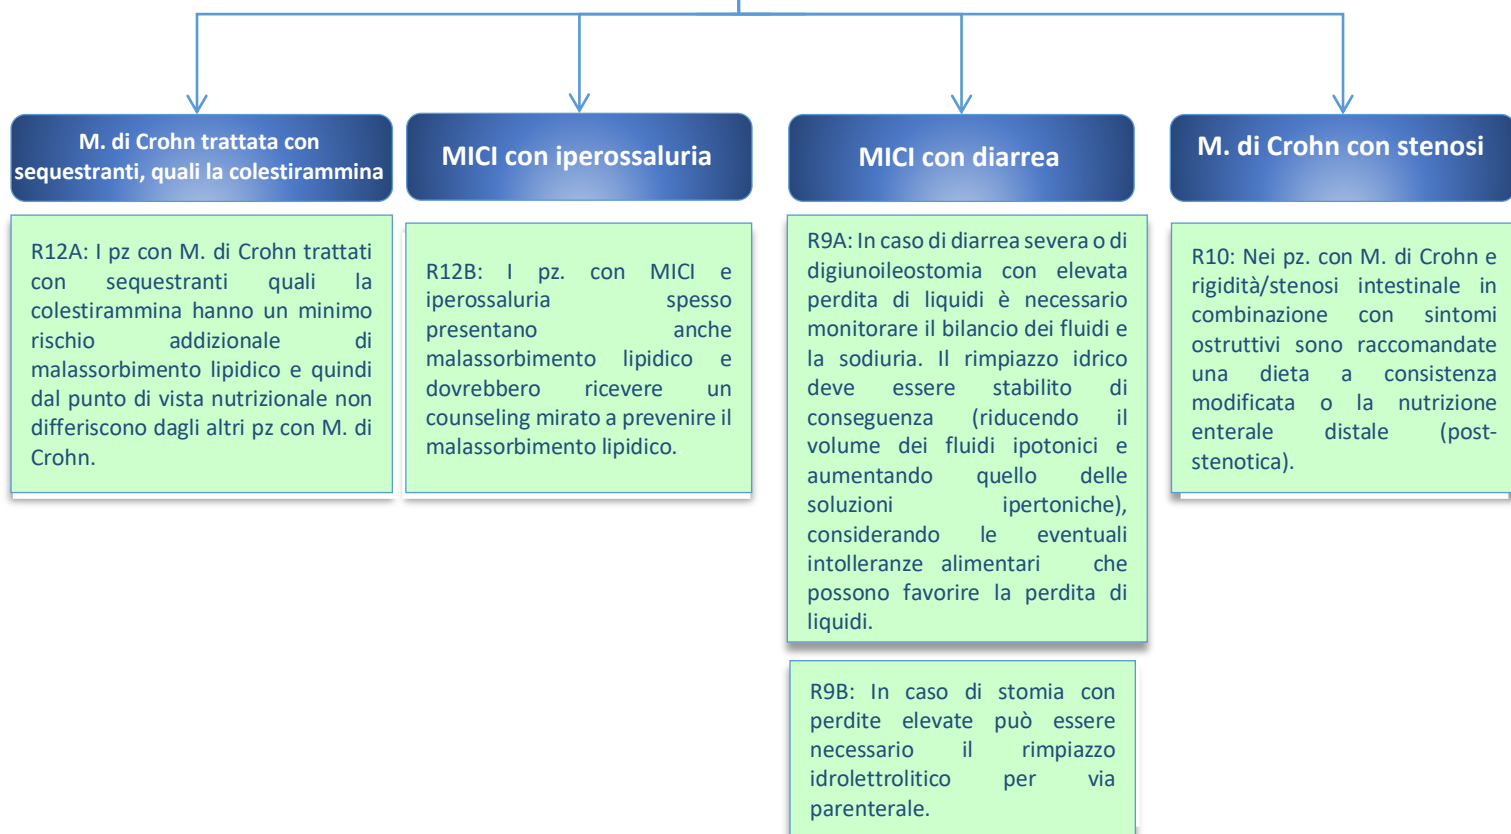 M. di Crohn trattata con
sequestranti, quali la colestirammina
R12A: I pz con M. di Crohn trattati
con sequestranti quali la
colestirammina hanno un minimo
rischio addizionale di
malassorbimento lipidico e quindi
dal punto di vista nutrizionale non
differiscono dagli altri pz con M. di
Crohn.
MICI con iperossaluria
R12B: I pz. con MICI e
iperossaluria spesso
presentano anche
malassorbimento lipidico e
dovrebbero ricevere un
counseling mirato a prevenire il
malassorbimento lipidico.
MICI con diarrea
R9A: In caso di diarrea severa o di
digiunoileostomia con elevata
perdita di liquidi è necessario
monitorare il bilancio dei fluidi e
la sodiuria. Il rimpiazzo idrico
deve essere stabilito di
conseguenza (riducendo il
volume dei fluidi ipotonici e
aumentando quello delle
soluzioni ipertoniche),
considerando le eventuali
intolleranze alimentari che
possono favorire la perdita di
liquidi.
R9B: In caso di stomia con
perdite elevate può essere
necessario il rimpiazzo
idrolettrolitico per via
parenterale.
M. di Crohn con stenosi
R10: Nei pz. con M. di Crohn e
rigidità/stenosi intestinale in
combinazione con sintomi
ostruttivi sono raccomandate
una dieta a consistenza
modificata o la nutrizione
enterale distale (post-
stenotica).